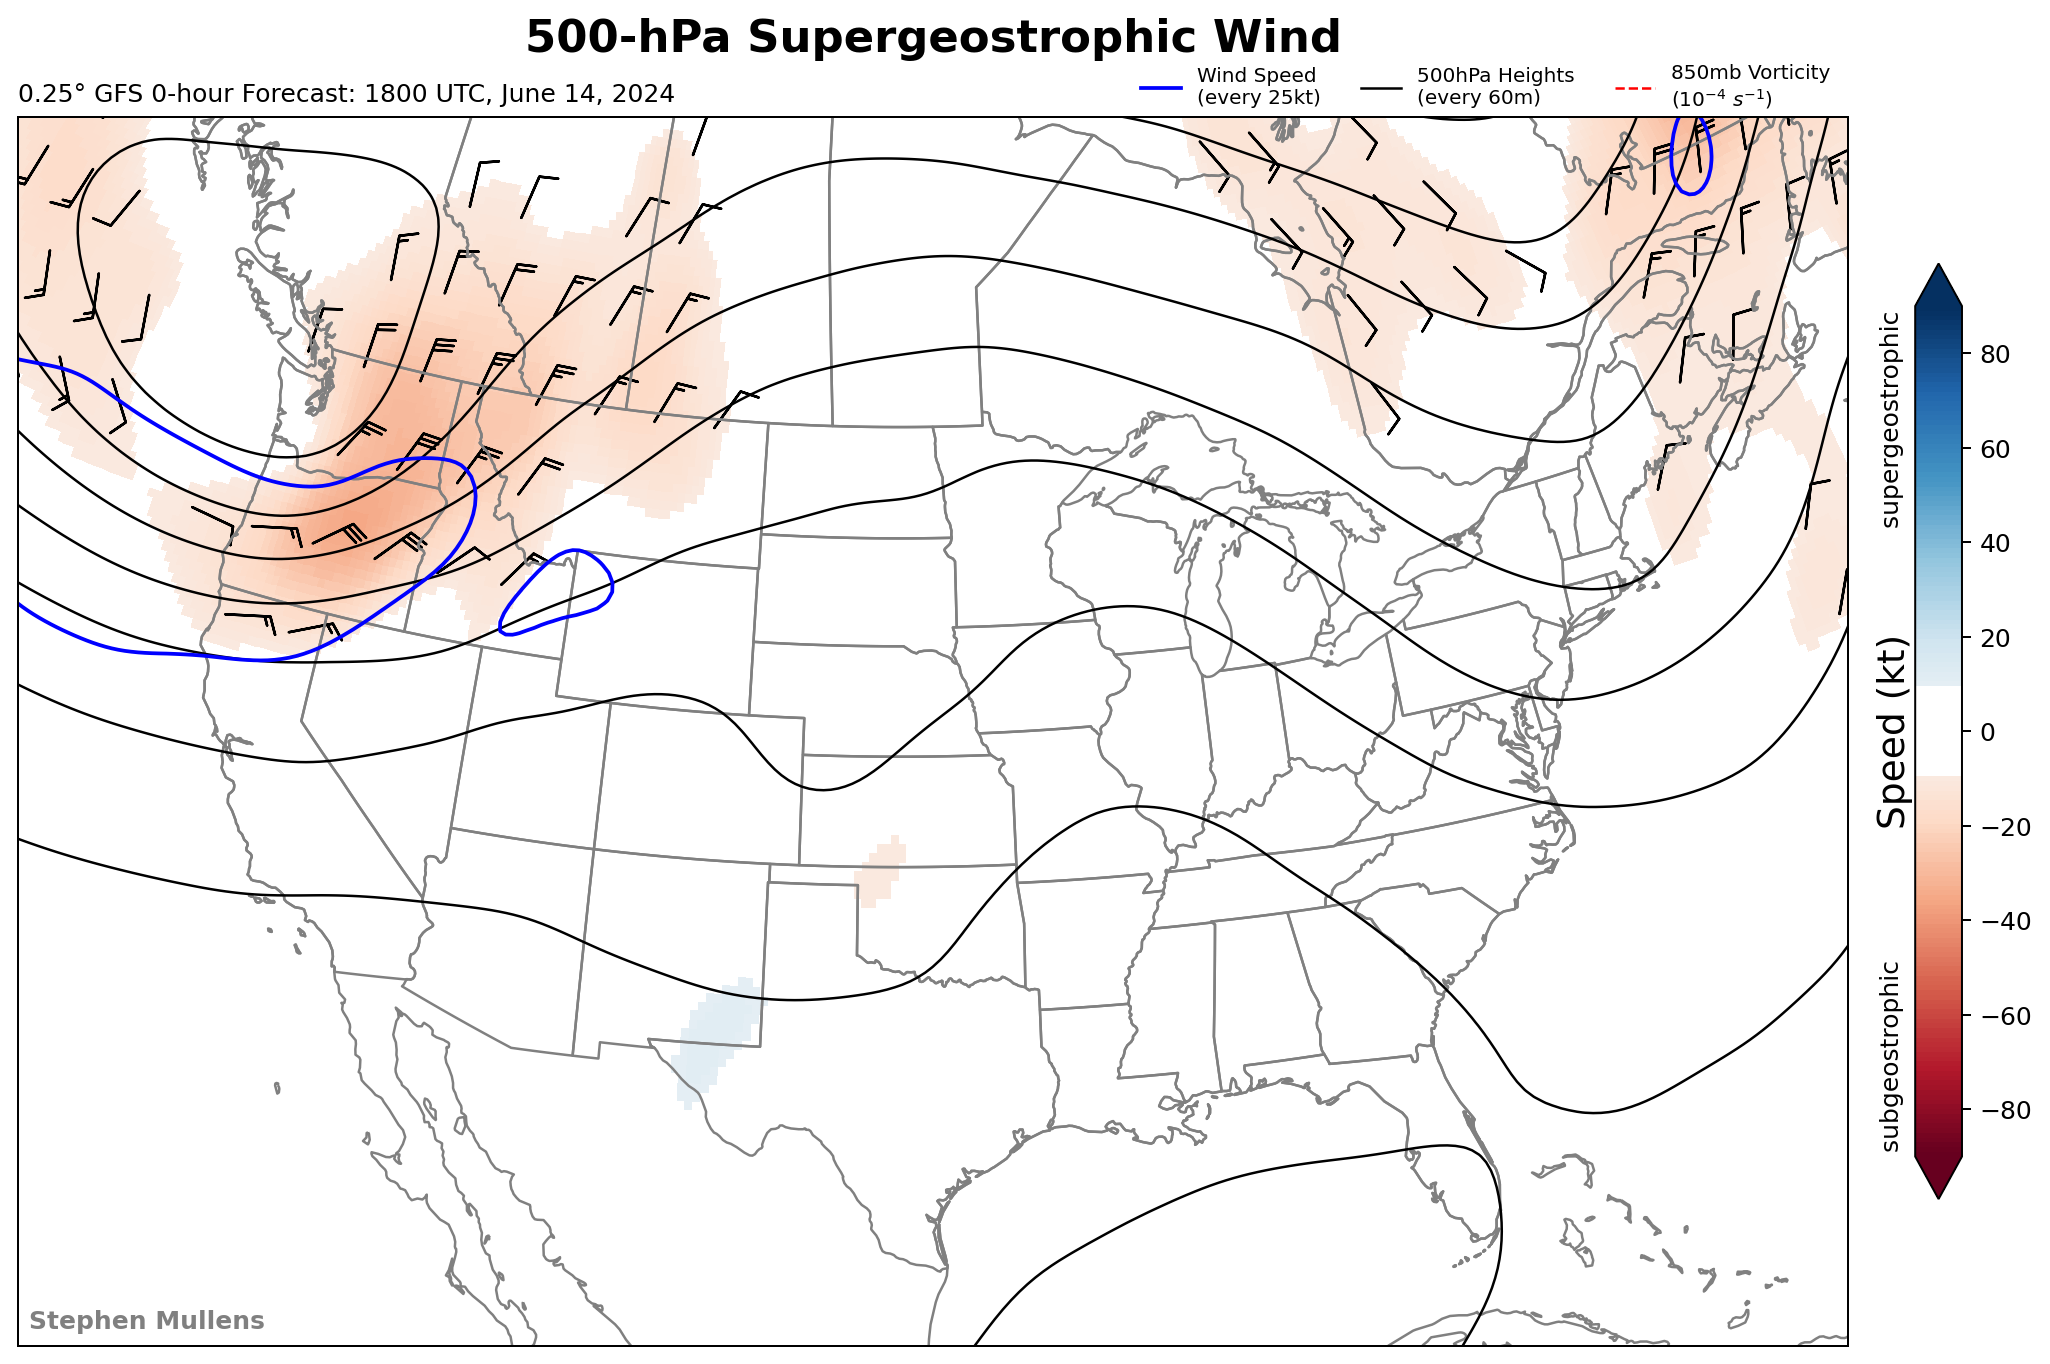 500-hPa Supergeostrophic Wind
0.25° GFS 0-hour Forecast: 1800 UTC, June 14, 2024
Wind Speed
(every 25kt)
500hPa Heights
(every 60m)
850mb Vorticity
(10⁻⁴ s⁻¹)
supergeostrophic
subgeostrophic
Speed (kt)
80
60
40
20
0
−20
−40
−60
−80
Stephen Mullens